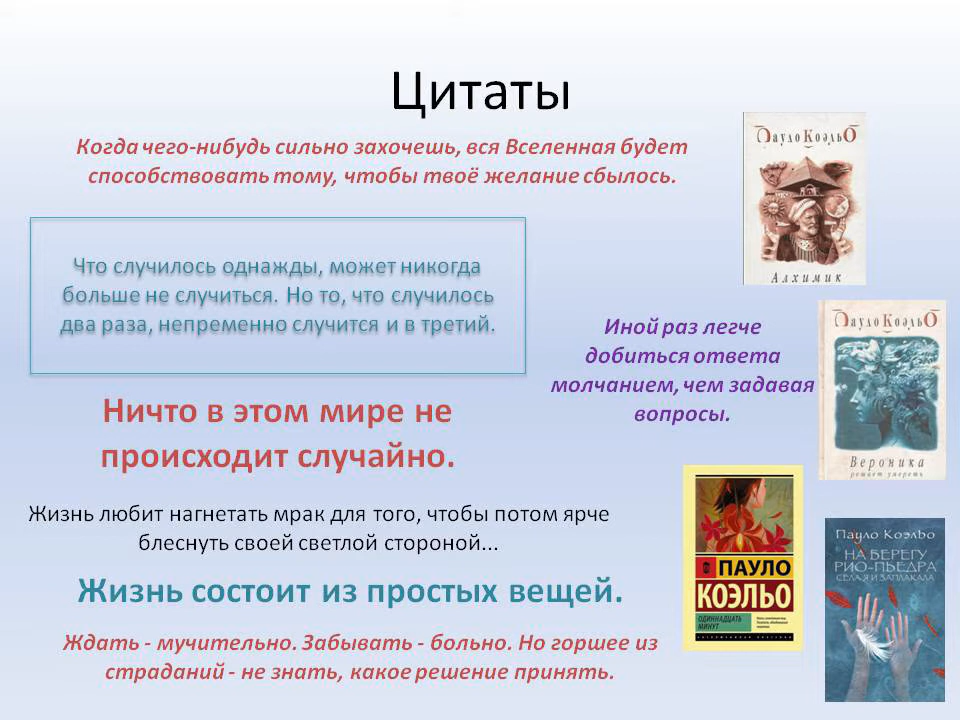 Цитаты
Когда чего-нибудь сильно захочешь, вся Вселенная будет
способствовать тому, чтобы твоё желание сбылось.
Что случилось однажды, может никогда
больше не случиться. Но то, что случилось
два раза, непременно случится и в третий.
Иной раз легче
добиться ответа
молчанием, чем задавая
вопросы.
Ничто в этом мире не
происходит случайно.
Жизнь любит нагнетать мрак для того, чтобы потом ярче
блеснуть своей светлой стороной...
Жизнь состоит из простых вещей.
Ждать - мучительно. Забывать - больно. Но горшее из
страданий - не знать, какое решение принять.
Пауло Коэльо
Алхимик
Пауло Коэльо
Вероника
решает умереть
ПАУЛО
КОЭЛЬО
ОДИННАДЦАТЬ
МИНУТ
Пауло Коэльо
НА БЕРЕГУ
РИО-ПЬЕДРА
СЕЛА Я И ЗАПЛАКАЛА